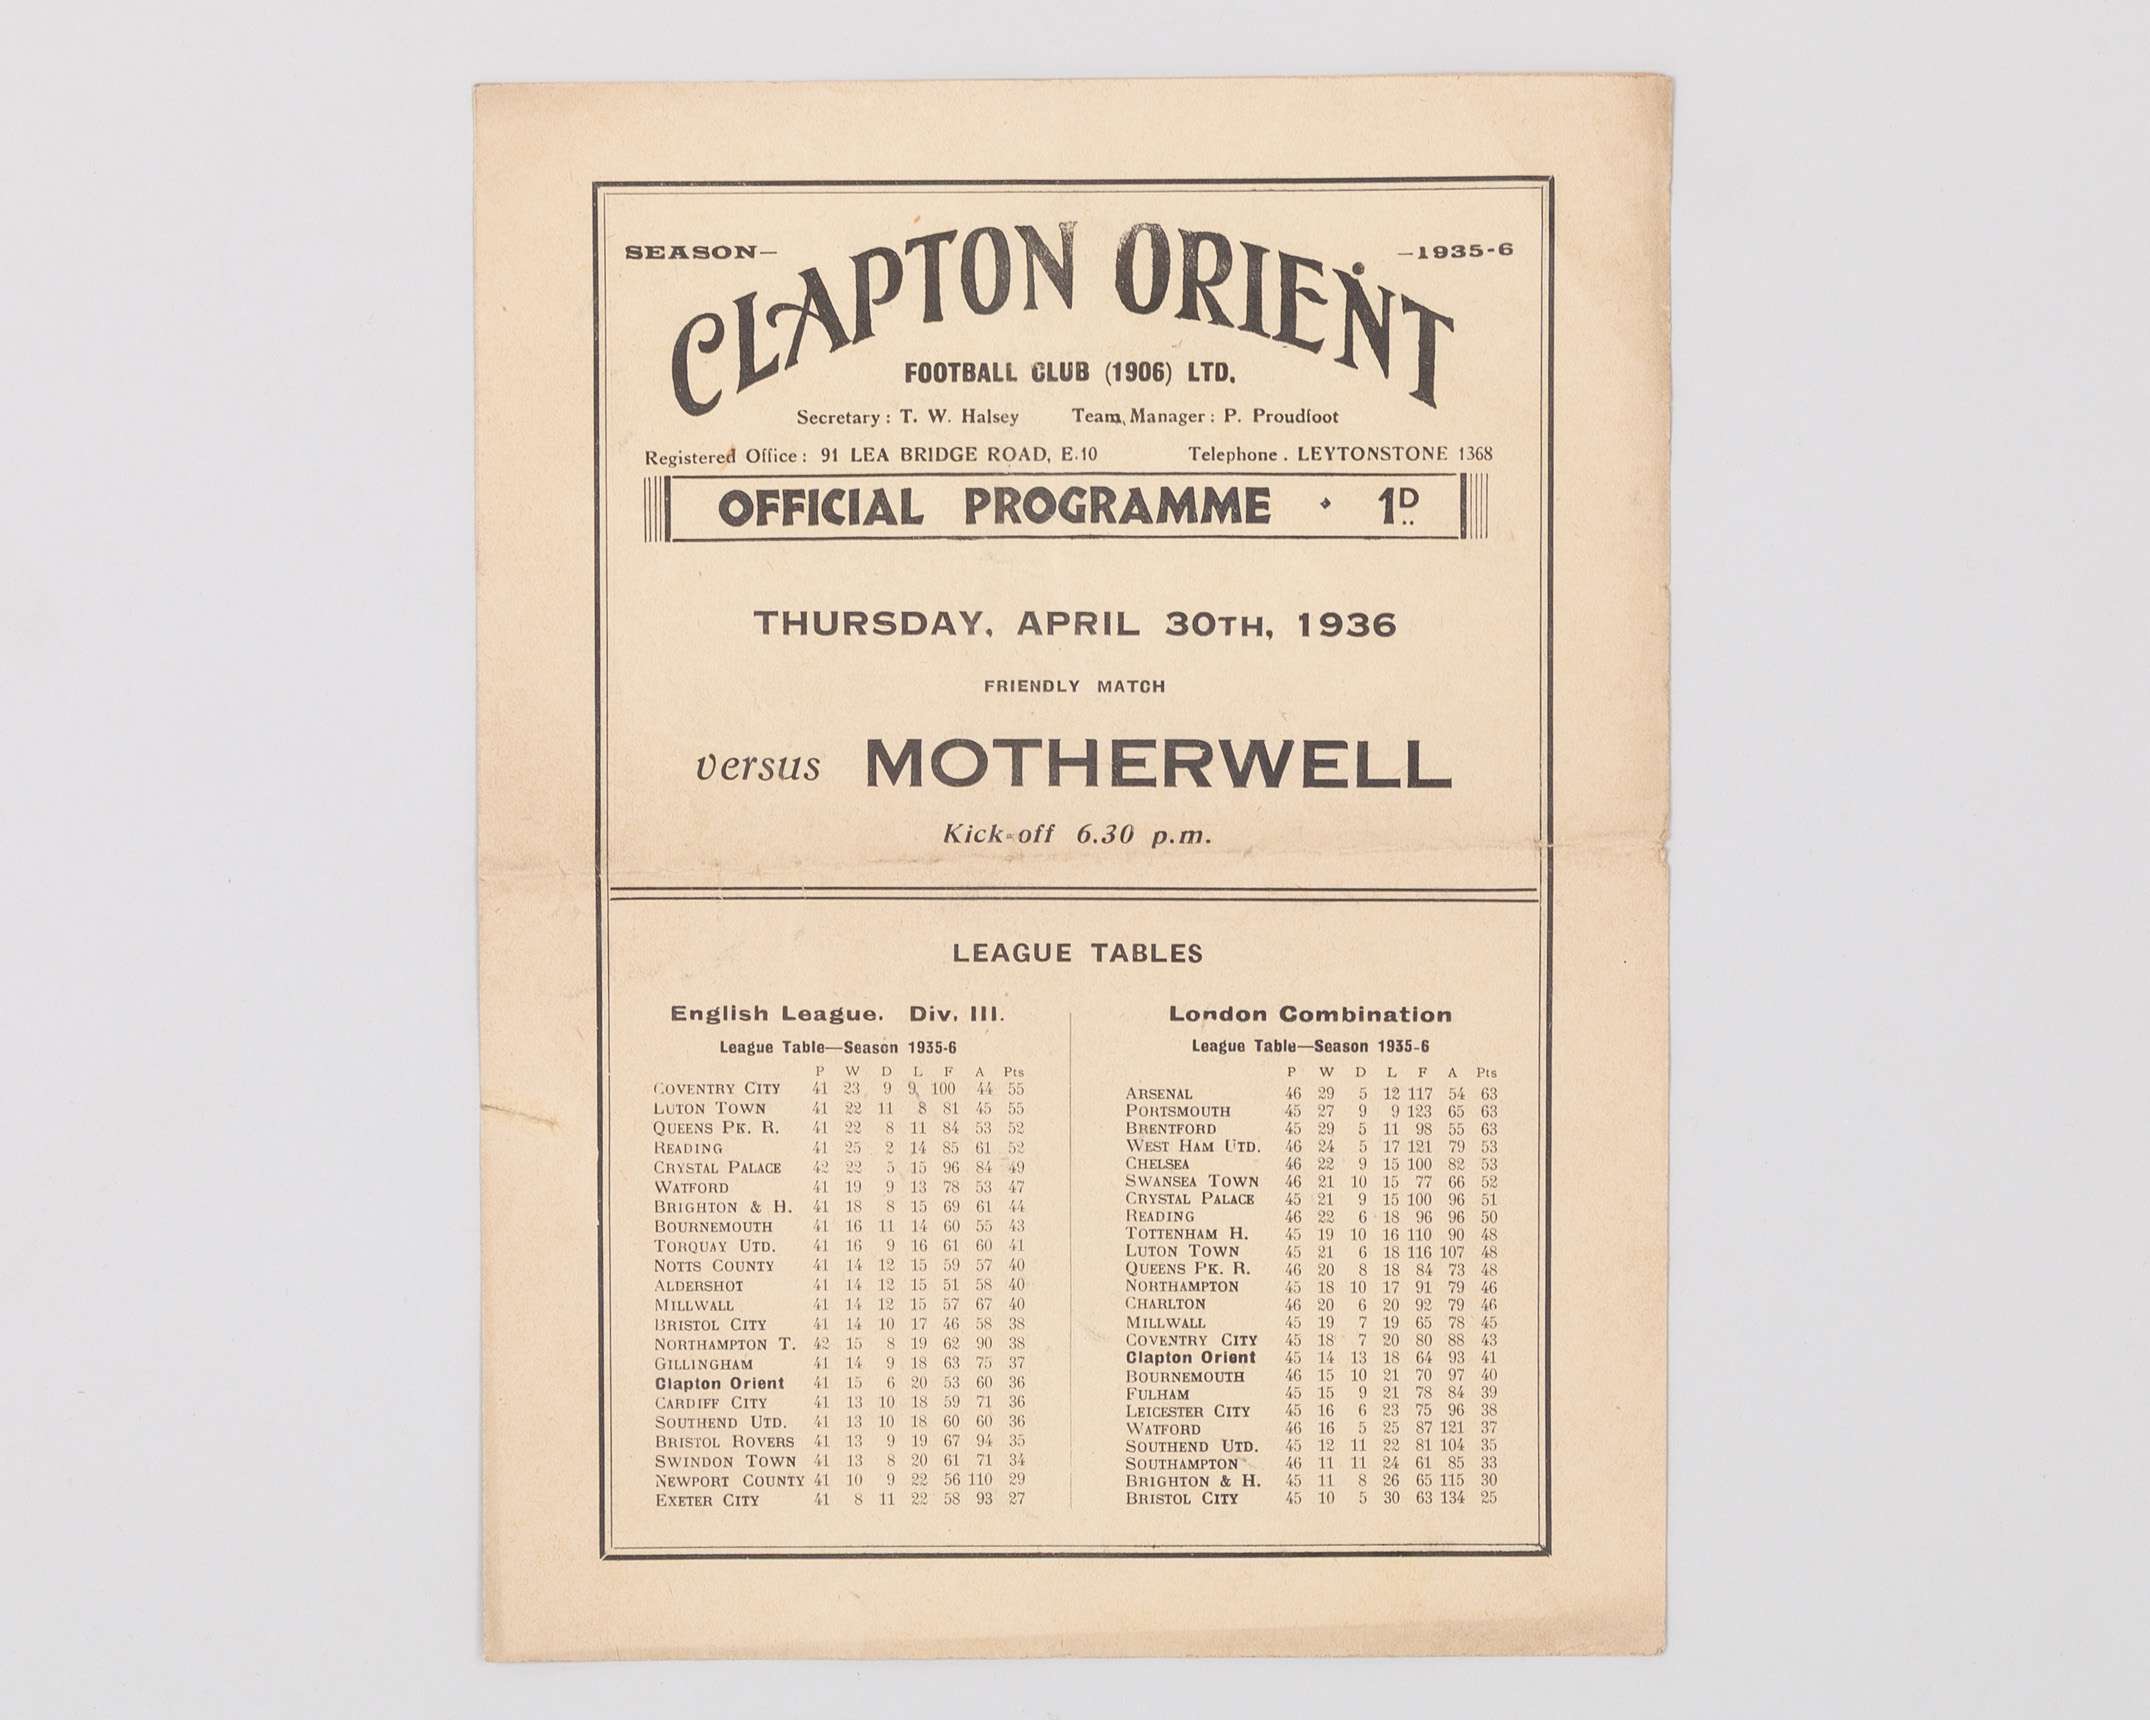 SEASON— —1935-6
CLAPTON ORIENT
FOOTBALL CLUB (1906) LTD.
Secretary: T. W. Halsey Team Manager: P. Proudfoot
Registered Office: 91 LEA BRIDGE ROAD, E.10 Telephone. LEYTONSTONE 1368
OFFICIAL PROGRAMME · 1D.
THURSDAY, APRIL 30TH, 1936
FRIENDLY MATCH
versus MOTHERWELL
Kick-off 6.30 p.m.
LEAGUE TABLES
English League. Div. III.
League Table—Season 1935-6
P W D L F A Pts
COVENTRY CITY 41 23 9 9 100 44 55
LUTON TOWN 41 22 11 8 81 45 55
QUEENS PK. R. 41 22 8 11 84 53 52
READING 41 25 2 14 85 61 52
CRYSTAL PALACE 42 22 5 15 96 84 49
WATFORD 41 19 9 13 78 53 47
BRIGHTON & H. 41 18 8 15 69 61 44
BOURNEMOUTH 41 16 11 14 60 55 43
TORQUAY UTD. 41 16 9 16 61 60 41
NOTTS COUNTY 41 14 12 15 59 57 40
ALDERSHOT 41 14 12 15 51 58 40
MILLWALL 41 14 12 15 57 67 40
BRISTOL CITY 41 14 10 17 46 58 38
NORTHAMPTON T. 42 15 8 19 62 90 38
GILLINGHAM 41 14 9 18 63 75 37
Clapton Orient 41 15 6 20 53 60 36
CARDIFF CITY 41 13 10 18 59 71 36
SOUTHEND UTD. 41 13 10 18 60 60 36
BRISTOL ROVERS 41 13 9 19 67 94 35
SWINDON TOWN 41 13 8 20 61 71 34
NEWPORT COUNTY 41 10 9 22 56 110 29
EXETER CITY 41 8 11 22 58 93 27
London Combination
League Table—Season 1935-6
P W D L F A Pts
ARSENAL 46 29 5 12 117 54 63
PORTSMOUTH 45 27 9 9 123 65 63
BRENTFORD 45 29 5 11 98 55 63
WEST HAM UTD. 46 24 5 17 121 79 53
CHELSEA 46 22 9 15 100 82 53
SWANSEA TOWN 46 21 10 15 77 66 52
CRYSTAL PALACE 45 21 9 15 100 96 51
READING 46 22 6 18 96 96 50
TOTTENHAM H. 45 19 10 16 110 90 48
LUTON TOWN 45 21 6 18 116 107 48
QUEENS PK. R. 46 20 8 18 84 73 48
NORTHAMPTON 45 18 10 17 91 79 46
CHARLTON 46 20 6 20 92 79 46
MILLWALL 45 19 7 19 65 78 45
COVENTRY CITY 45 18 7 20 80 88 43
Clapton Orient 45 14 13 18 64 93 41
BOURNEMOUTH 46 15 10 21 70 97 40
FULHAM 45 15 9 21 78 84 39
LEICESTER CITY 45 16 6 23 75 96 38
WATFORD 46 16 5 25 87 121 37
SOUTHEND UTD. 45 12 11 22 81 104 35
SOUTHAMPTON 46 11 11 24 61 85 33
BRIGHTON & H. 45 11 8 26 65 115 30
BRISTOL CITY 45 10 5 30 63 134 25